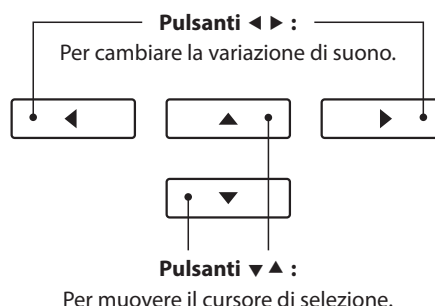 Pulsanti ◀ ▶ :
Per cambiare la variazione di suono.
◀ ▲ ▶
▼
Pulsanti ▼ ▲ :
Per muovere il cursore di selezione.